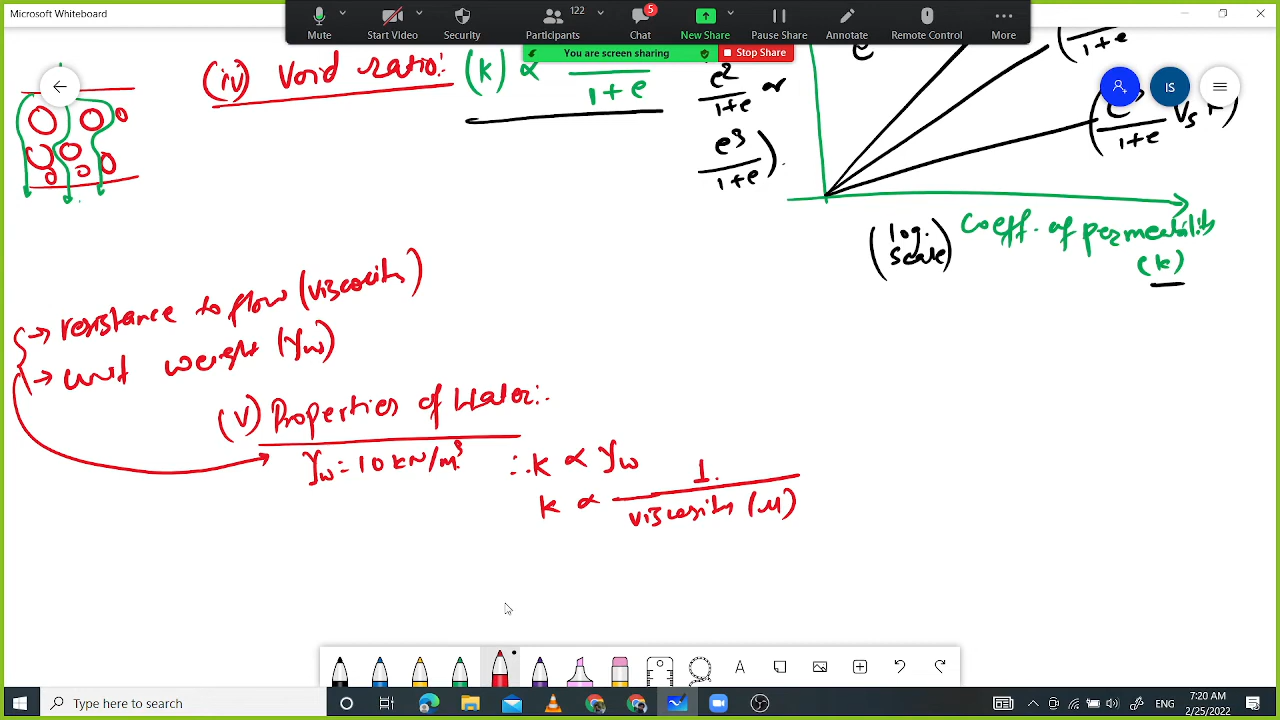 Microsoft Whiteboard
Mute
Start Video
Security
122
Participants
5
Chat
New Share
Pause Share
Annotate
Remote Control
More
You are screen sharing
Stop Share
IS
(iv) Void ratio:
(k) ∝
1+e
e²
1+e
or
e³
1+e
).
e
1+e
1+e
Vs
(log. scale)
Coeff. of permeability
(k)
→ resistance to flow (viscosity)
→ unit weight (γw)
(V) Properties of Water:-
γw = 10 kN/m³
∴ k ∝ γw
k ∝ 1
viscosity (μ)
A
Type here to search
ENG
7:20 AM
2/25/2022